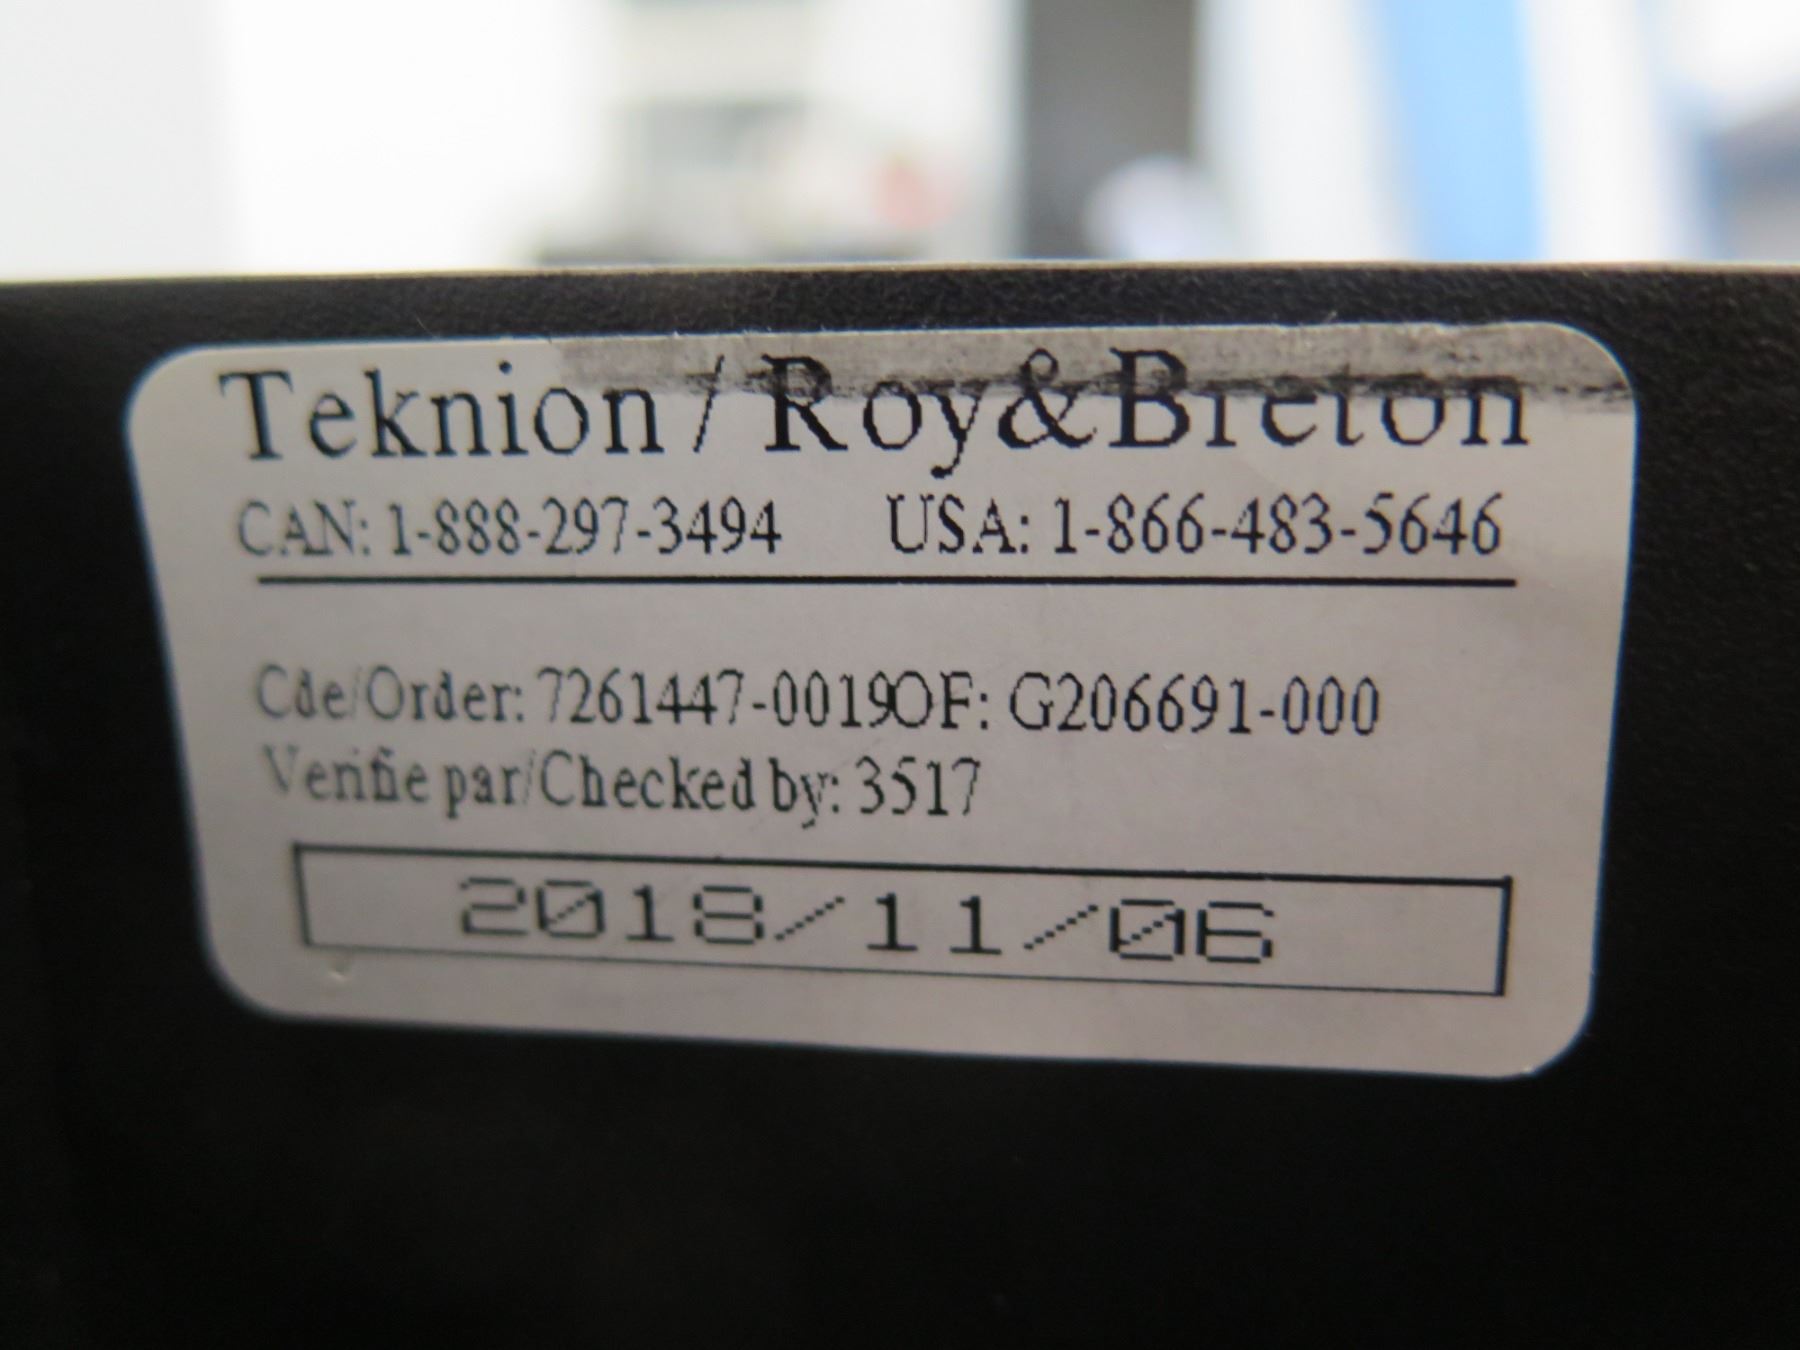 Teknion / Roy&Breton
CAN: 1-888-297-3494 USA: 1-866-483-5646
Cde/Order: 7261447-0019OF: G206691-000
Verifie par/Checked by: 3517
2018/11/06